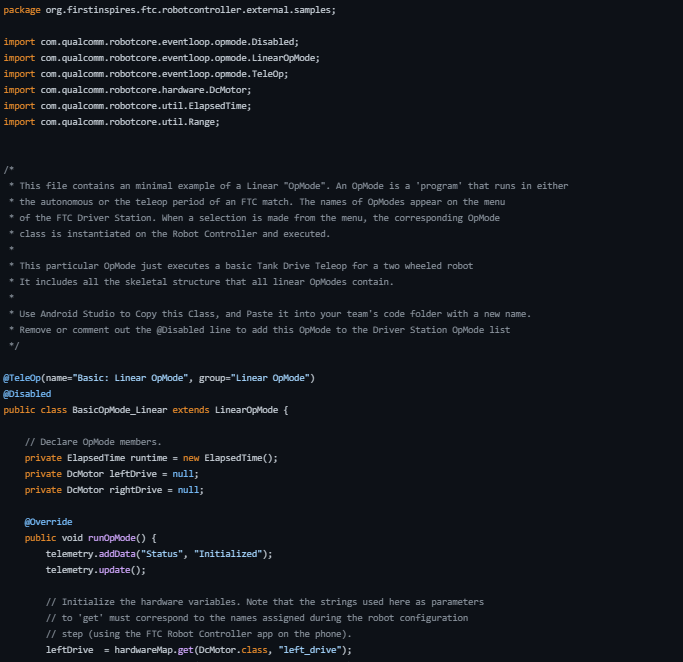 package org.firstinspires.ftc.robotcontroller.external.samples;

import com.qualcomm.robotcore.eventloop.opmode.Disabled;
import com.qualcomm.robotcore.eventloop.opmode.LinearOpMode;
import com.qualcomm.robotcore.eventloop.opmode.TeleOp;
import com.qualcomm.robotcore.hardware.DcMotor;
import com.qualcomm.robotcore.util.ElapsedTime;
import com.qualcomm.robotcore.util.Range;


/*
 * This file contains an minimal example of a Linear "OpMode". An OpMode is a 'program' that runs in either
 * the autonomous or the teleop period of an FTC match. The names of OpModes appear on the menu
 * of the FTC Driver Station. When a selection is made from the menu, the corresponding OpMode
 * class is instantiated on the Robot Controller and executed.
 *
 * This particular OpMode just executes a basic Tank Drive Teleop for a two wheeled robot
 * It includes all the skeletal structure that all linear OpModes contain.
 *
 * Use Android Studio to Copy this Class, and Paste it into your team's code folder with a new name.
 * Remove or comment out the @Disabled line to add this OpMode to the Driver Station OpMode list
 */

@TeleOp(name="Basic: Linear OpMode", group="Linear OpMode")
@Disabled
public class BasicOpMode_Linear extends LinearOpMode {

    // Declare OpMode members.
    private ElapsedTime runtime = new ElapsedTime();
    private DcMotor leftDrive = null;
    private DcMotor rightDrive = null;

    @Override
    public void runOpMode() {
        telemetry.addData("Status", "Initialized");
        telemetry.update();

        // Initialize the hardware variables. Note that the strings used here as parameters
        // to 'get' must correspond to the names assigned during the robot configuration
        // step (using the FTC Robot Controller app on the phone).
        leftDrive  = hardwareMap.get(DcMotor.class, "left_drive");